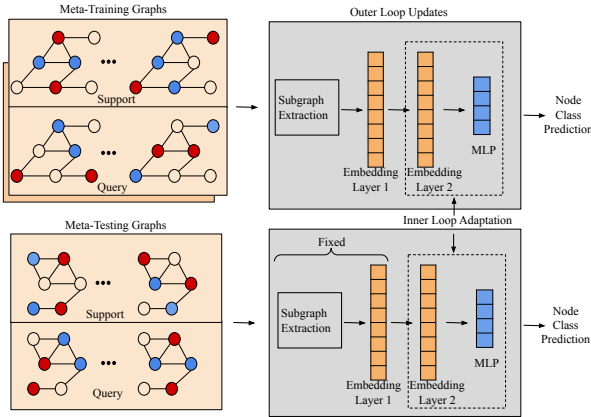 Meta-Training Graphs
Support
Query
Outer Loop Updates
Subgraph
Extraction
Embedding
Layer 1
Embedding
Layer 2
MLP
Node
Class
Prediction
Inner Loop Adaptation
Meta-Testing Graphs
Support
Query
Fixed
Subgraph
Extraction
Embedding
Layer 1
Embedding
Layer 2
MLP
Node
Class
Prediction